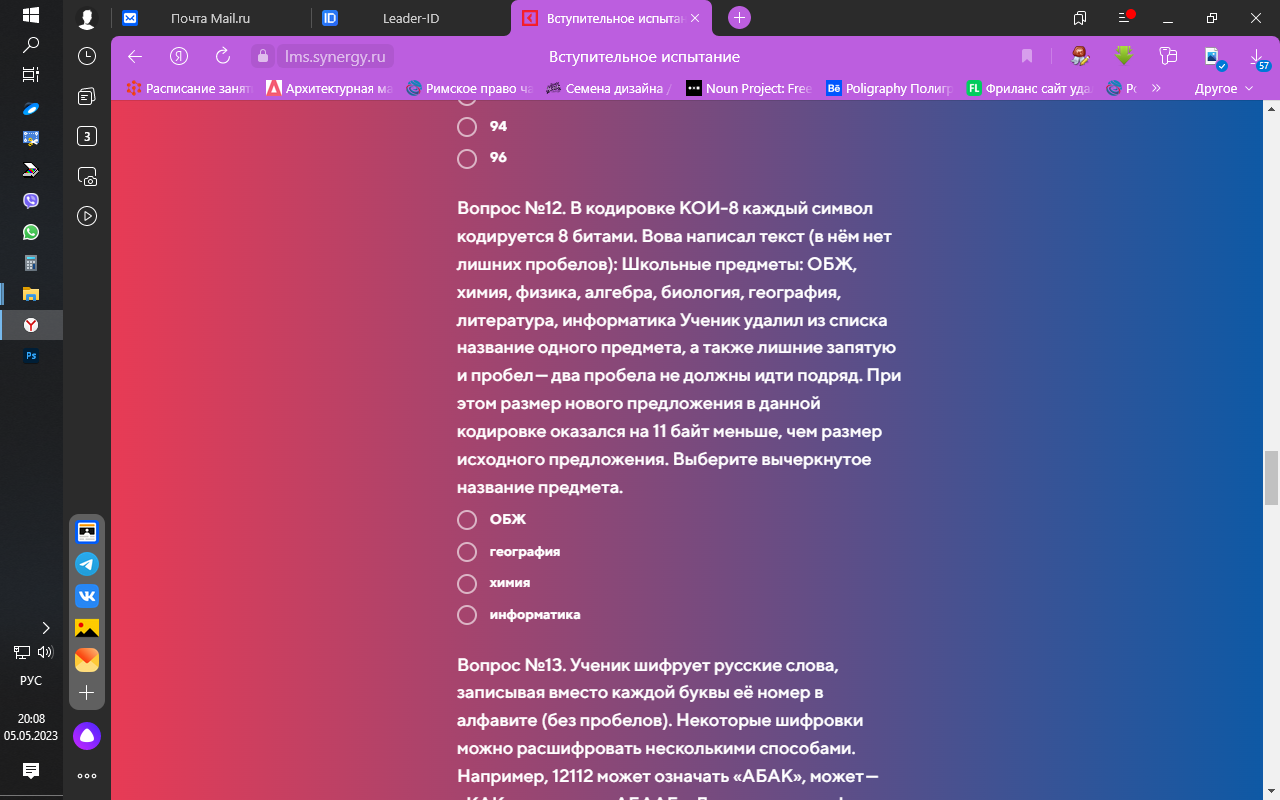 Почта Mail.ru
ID
Leader-ID
Вступительное испыта
lms.synergy.ru
Вступительное испытание
57
Расписание занят
Архитектурная ма
Римское право ча
Семена дизайна /
Noun Project: Free
Bē
Poligraphy Полигр
FL
Фриланс сайт уда
Другое
3
94
96
Вопрос №12. В кодировке КОИ-8 каждый символ
кодируется 8 битами. Вова написал текст (в нём нет
лишних пробелов): Школьные предметы: ОБЖ,
химия, физика, алгебра, биология, география,
литература, информатика Ученик удалил из списка
название одного предмета, а также лишние запятую
и пробел — два пробела не должны идти подряд. При
этом размер нового предложения в данной
кодировке оказался на 11 байт меньше, чем размер
исходного предложения. Выберите вычеркнутое
название предмета.
ОБЖ
география
химия
информатика
Вопрос №13. Ученик шифрует русские слова,
записывая вместо каждой буквы её номер в
алфавите (без пробелов). Некоторые шифровки
можно расшифровать несколькими способами.
Например, 12112 может означать «АБАК», может —
Ps
РУС
20:08
05.05.2023